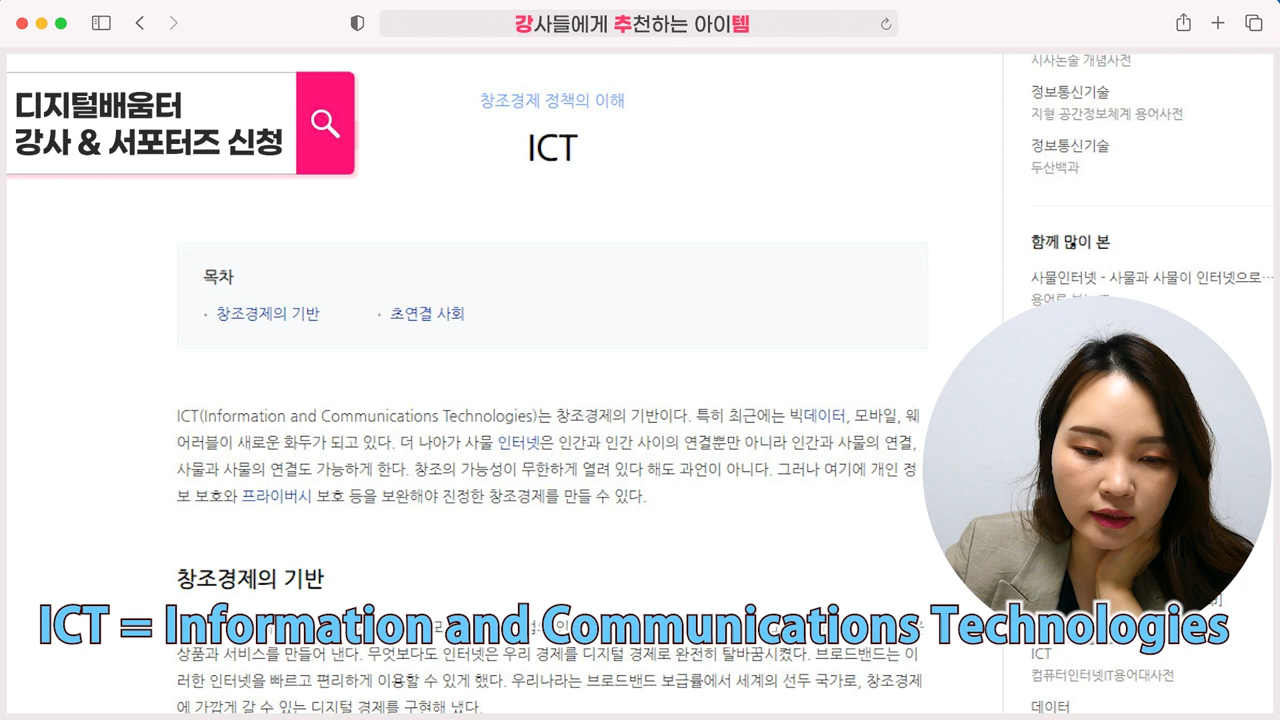 강사들에게 추천하는 아이템
디지털배움터
강사 & 서포터즈 신청
창조경제 정책의 이해
ICT
목차
창조경제의 기반
초연결 사회
ICT(Information and Communications Technologies)는 창조경제의 기반이다. 특히 최근에는 빅데이터, 모바일, 웨
어러블이 새로운 화두가 되고 있다. 더 나아가 사물 인터넷은 인간과 인간 사이의 연결뿐만 아니라 인간과 사물의 연결,
사물과 사물의 연결도 가능하게 한다. 창조의 가능성이 무한하게 열려 있다 해도 과언이 아니다. 그러나 여기에 개인 정
보 보호와 프라이버시 보호 등을 보완해야 진정한 창조경제를 만들 수 있다.
창조경제의 기반
ICT = Information and Communications Technologies
상품과 서비스를 만들어 낸다. 무엇보다도 인터넷은 우리 경제를 디지털 경제로 완전히 탈바꿈시켰다. 브로드밴드는 이
러한 인터넷을 빠르고 편리하게 이용할 수 있게 했다. 우리나라는 브로드밴드 보급률에서 세계의 선두 국가로, 창조경제
에 가깝게 갈 수 있는 디지털 경제를 구현해 냈다.
시사논술 개념사전
정보통신기술
지형 공간정보체계 용어사전
정보통신기술
두산백과
함께 많이 본
사물인터넷 - 사물과 사물이 인터넷으로…
ICT
컴퓨터인터넷IT용어대사전
데이터